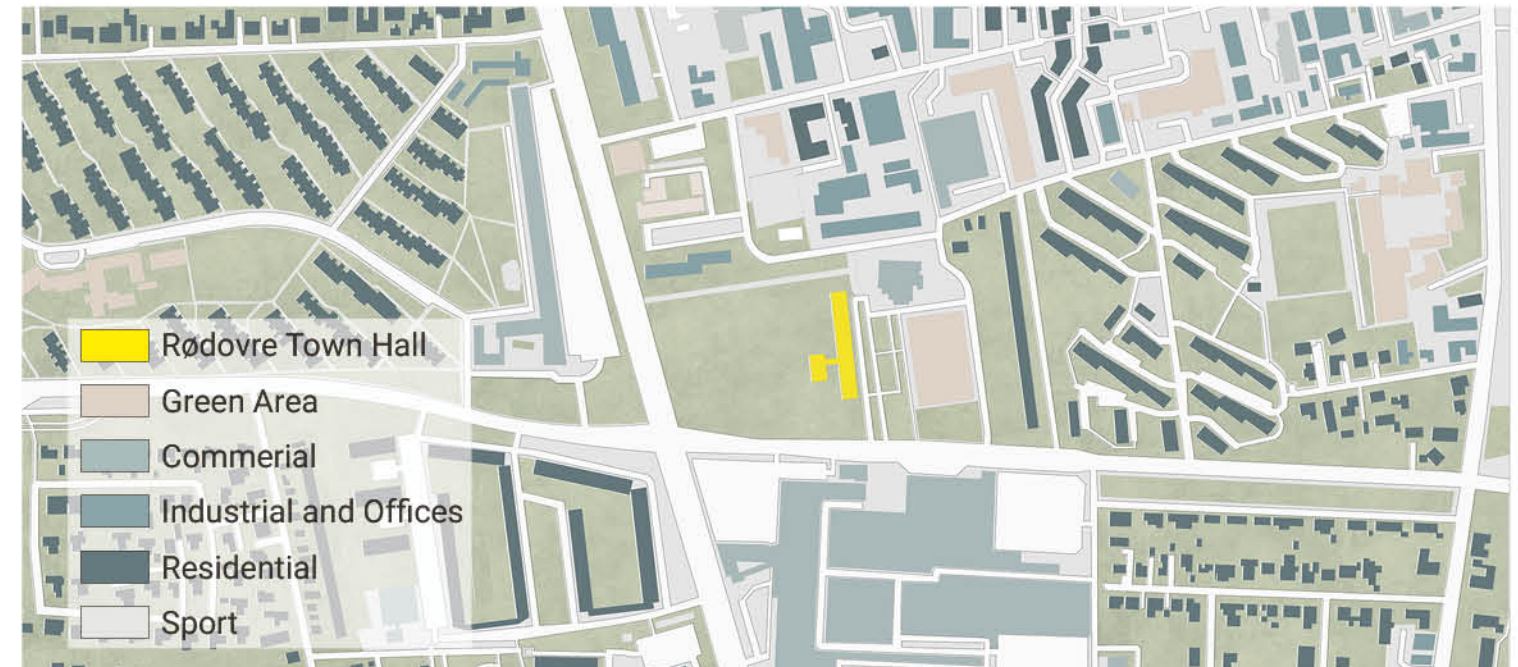 Rødovre Town Hall
Green Area
Commerial
Industrial and Offices
Residential
Sport